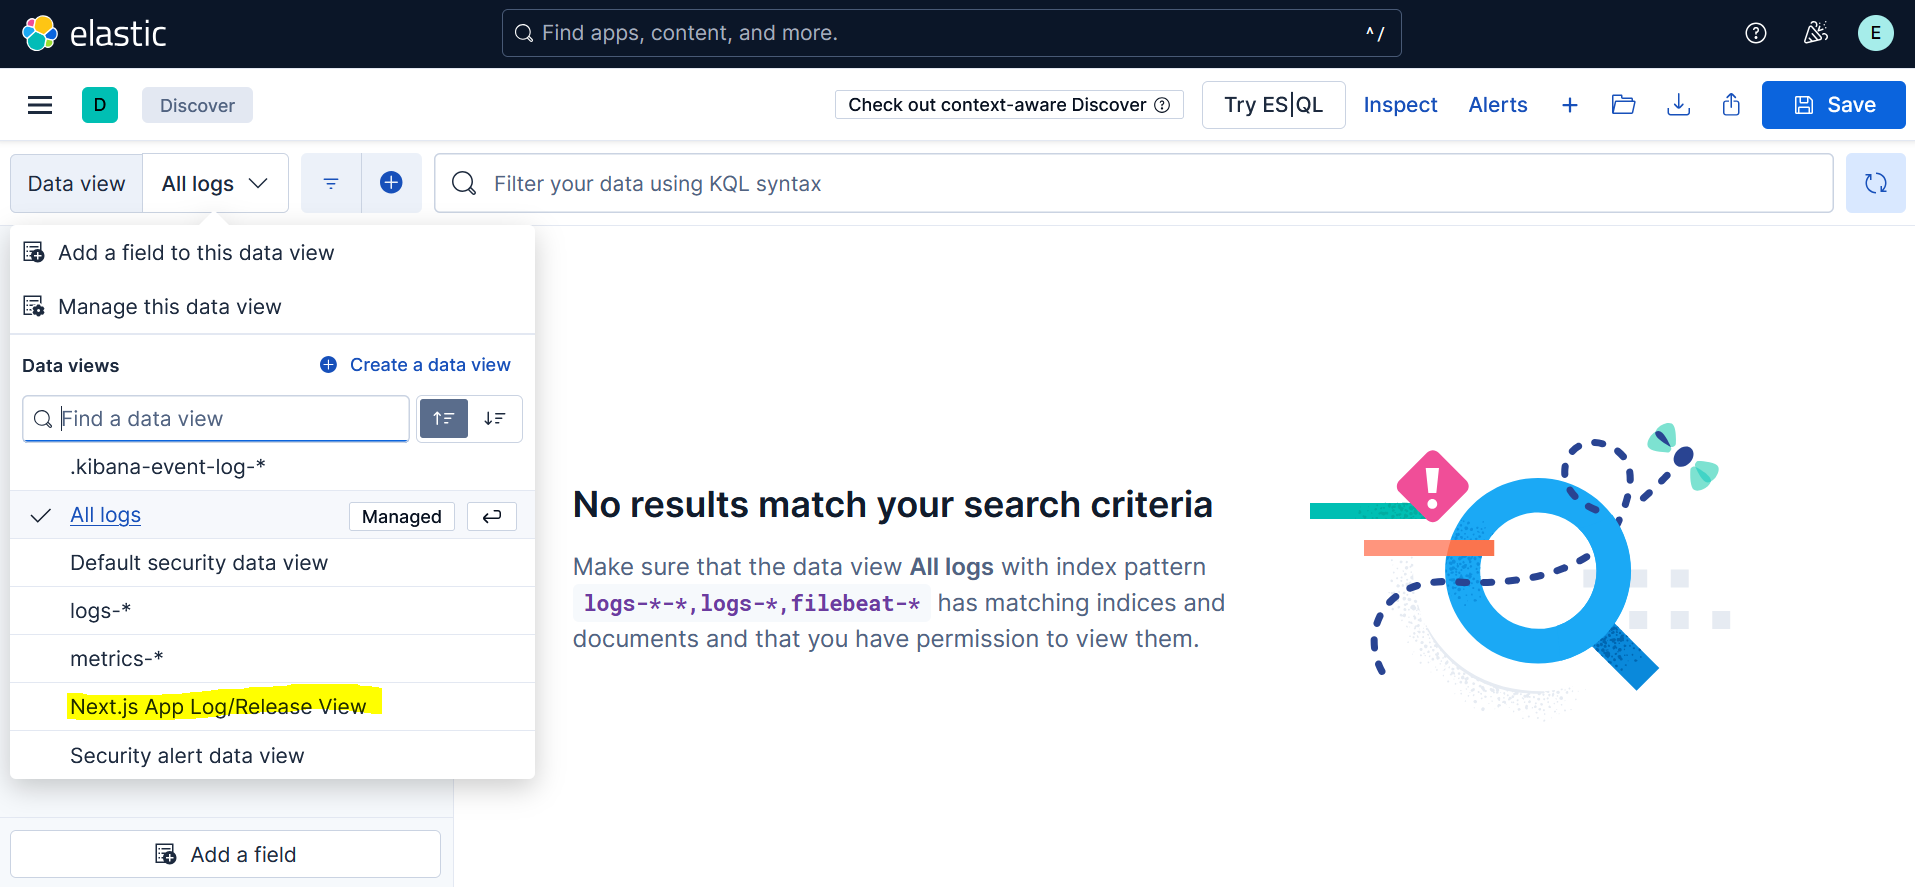 elastic
Find apps, content, and more.
^ /
E
D
Discover
Check out context-aware Discover
Try ES|QL
Inspect
Alerts
Save
Data view
All logs
Filter your data using KQL syntax
Add a field to this data view
Manage this data view
Data views
Create a data view
Find a data view
.kibana-event-log-*
All logs
Managed
Default security data view
logs-*
metrics-*
Next.js App Log/Release View
Security alert data view
Add a field
No results match your search criteria
Make sure that the data view All logs with index pattern
logs-*-*,logs-*,filebeat-* has matching indices and
documents and that you have permission to view them.